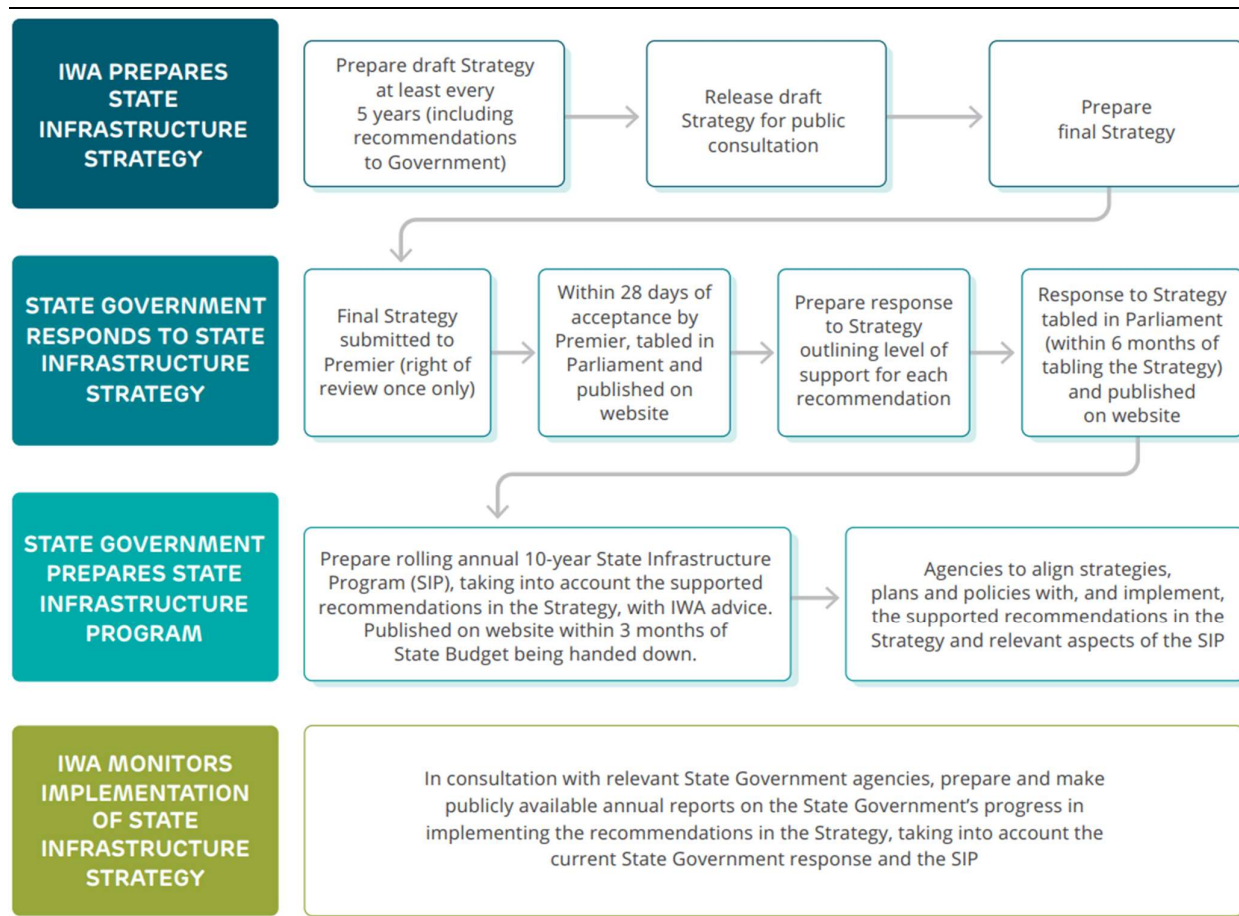 IWA PREPARES
STATE
INFRASTRUCTURE
STRATEGY
Prepare draft Strategy
at least every
5 years (including
recommendations
to Government)
Release draft
Strategy for public
consultation
Prepare
final Strategy
STATE GOVERNMENT
RESPONDS TO STATE
INFRASTRUCTURE
STRATEGY
Final Strategy
submitted to
Premier (right of
review once only)
Within 28 days of
acceptance by
Premier, tabled in
Parliament and
published on
website
Prepare response
to Strategy
outlining level of
support for each
recommendation
Response to Strategy
tabled in Parliament
(within 6 months of
tabling the Strategy)
and published
on website
STATE GOVERNMENT
PREPARES STATE
INFRASTRUCTURE
PROGRAM
Prepare rolling annual 10-year State Infrastructure
Program (SIP), taking into account the supported
recommendations in the Strategy, with IWA advice.
Published on website within 3 months of
State Budget being handed down.
Agencies to align strategies,
plans and policies with, and implement,
the supported recommendations in the
Strategy and relevant aspects of the SIP
IWA MONITORS
IMPLEMENTATION
OF STATE
INFRASTRUCTURE
STRATEGY
In consultation with relevant State Government agencies, prepare and make
publicly available annual reports on the State Government’s progress in
implementing the recommendations in the Strategy, taking into account the
current State Government response and the SIP